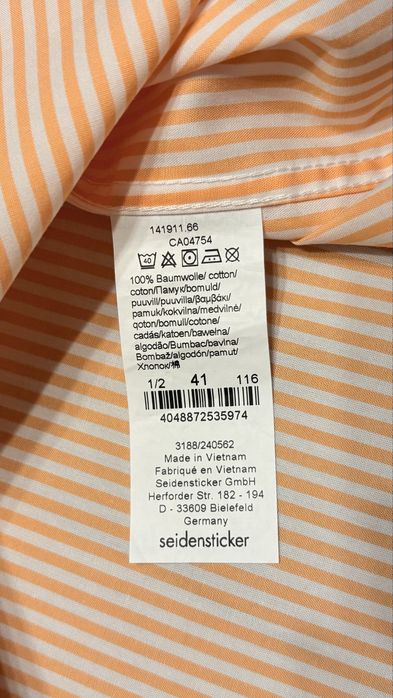 141911.66
CA04754
40
100% Baumwolle/ cotton/
coton/Памук/bomuld/
puuvill/puuvilla/βαμβάκι/
pamuk/kokvilna/medvilnė/
qoton/bomull/cotone/
cadás/katoen/bawełna/
algodão/Bumbac/bavlna/
Bombaž/algodón/pamut/
Хлопок/棉
1/2 41 116
4048872535974
3188/240562
Made in Vietnam
Fabriqué en Vietnam
Seidensticker GmbH
Herforder Str. 182 - 194
D - 33609 Bielefeld
Germany
seidensticker